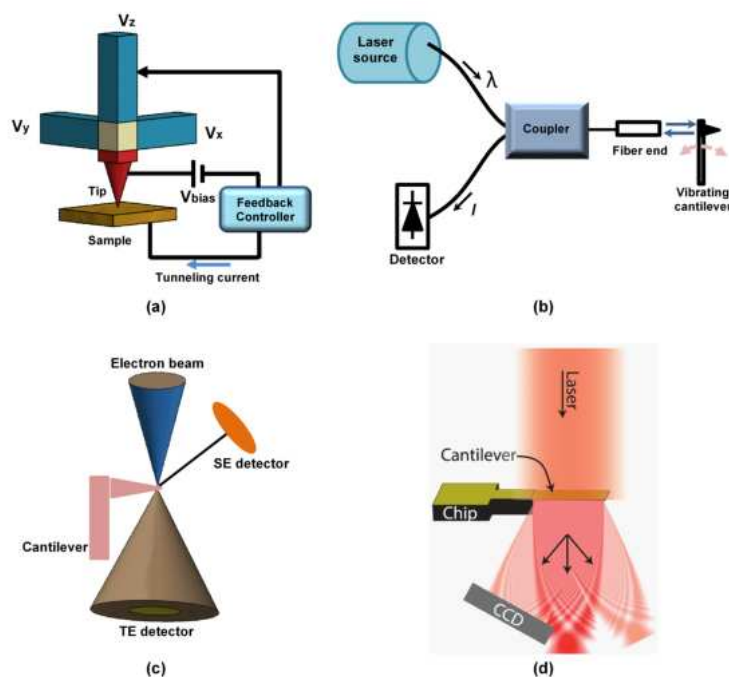 Vz
Vy
Vx
Tip
Vbias
Feedback
Controller
Sample
Tunneling current
(a)
Laser
source
λ
Coupler
Fiber end
Vibrating
cantilever
I
Detector
(b)
Electron beam
SE detector
Cantilever
TE detector
(c)
Laser
Cantilever
Chip
CCD
(d)